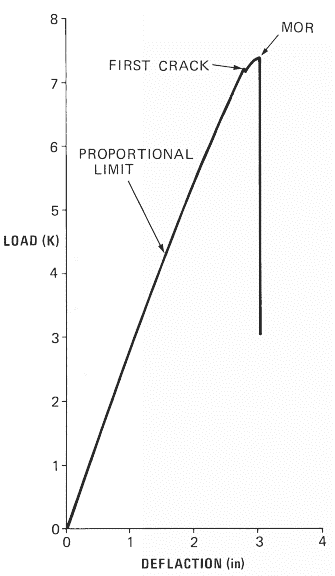 8
MOR
FIRST CRACK
7
6
PROPORTIONAL
LIMIT
5
LOAD (K)
4
3
2
1
0
0 1 2 3 4
DEFLACTION (in)